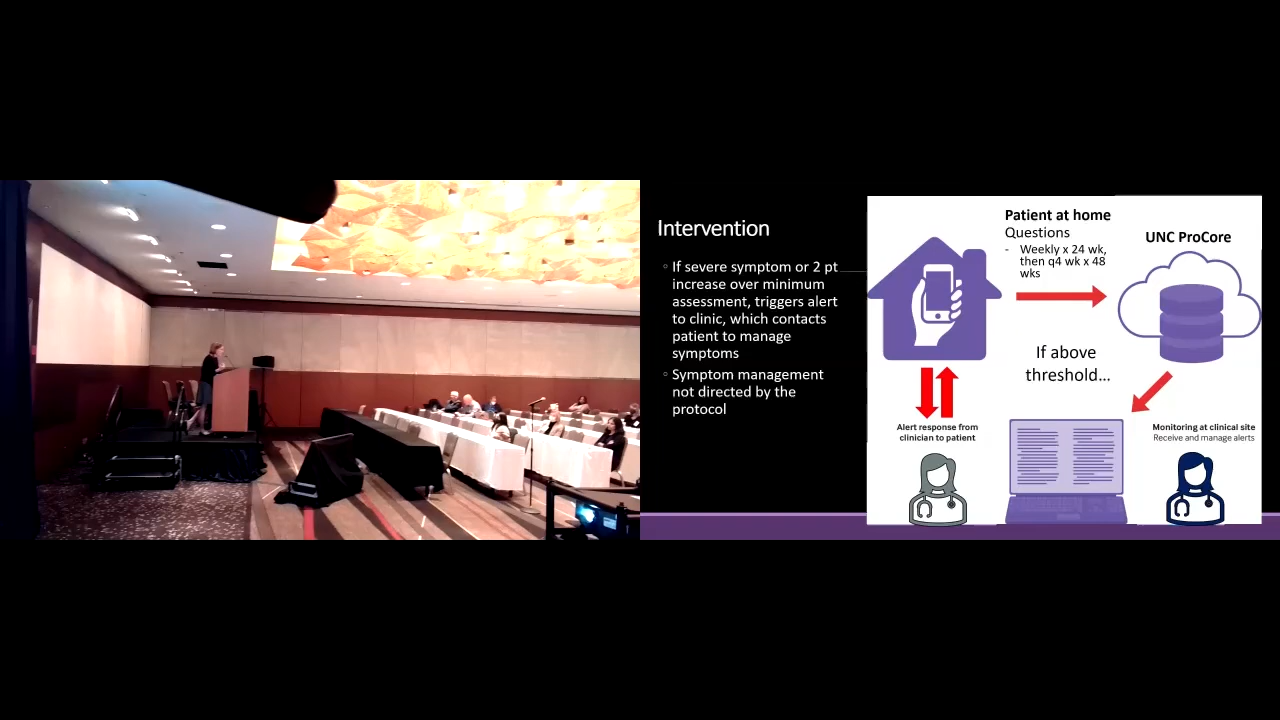 Intervention
◦ If severe symptom or 2 pt
increase over minimum
assessment, triggers alert
to clinic, which contacts
patient to manage
symptoms
◦ Symptom management
not directed by the
protocol
Patient at home
Questions
- Weekly x 24 wk,
then q4 wk x 48
wks
UNC ProCore
If above
threshold…
Alert response from
clinician to patient
Monitoring at clinical site
Receive and manage alerts